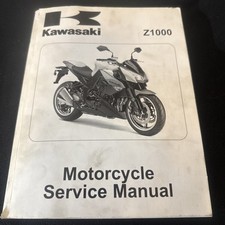 Kawasaki Z1000
Motorcycle
Service Manual